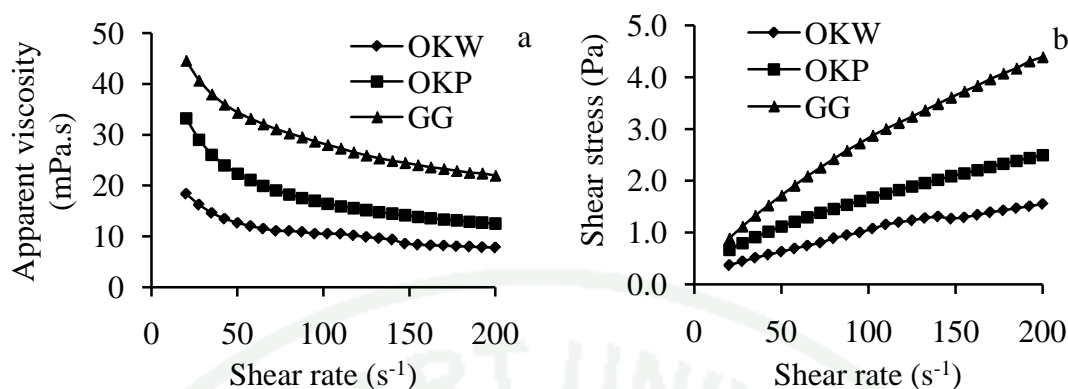 a
Apparent viscosity
(mPa.s)
50
40
30
20
10
0
OKW
OKP
GG
0 50 100 150 200
Shear rate (s-1)
b
Shear stress (Pa)
5.0
4.0
3.0
2.0
1.0
0.0
OKW
OKP
GG
0 50 100 150 200
Shear rate (s-1)